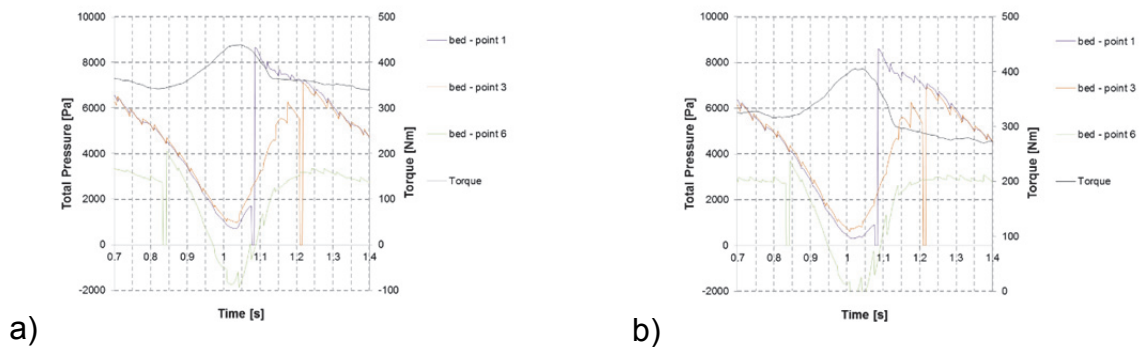 10000 500
8000 400
6000 300
4000 200
2000 100
0 0
-2000 -100
0,7 0,8 0,9 1 1,1 1,2 1,3 1,4
Total Pressure [Pa]
Torque [Nm]
Time [s]
bed - point 1
bed - point 3
bed - point 6
Torque
a)
10000 500
8000 400
6000 300
4000 200
2000 100
0
-2000 0
0,7 0,8 0,9 1 1,1 1,2 1,3 1,4
Total Pressure [Pa]
Torque [Nm]
Time [s]
bed - point 1
bed - point 3
bed - point 6
Torque
b)